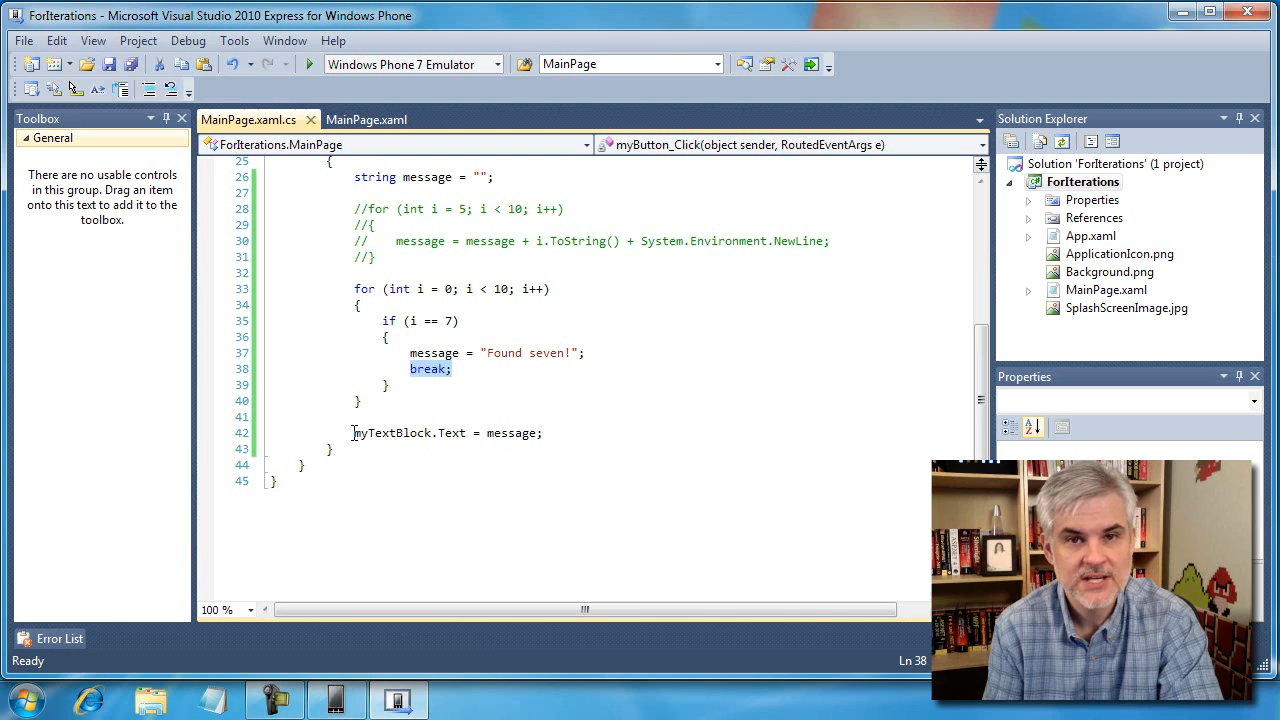 ForIterations - Microsoft Visual Studio 2010 Express for Windows Phone
File Edit View Project Debug Tools Window Help
Windows Phone 7 Emulator MainPage
Toolbox
General
There are no usable controls
in this group. Drag an item
onto this text to add it to the
toolbox.
MainPage.xaml.cs MainPage.xaml
ForIterations.MainPage myButton_Click(object sender, RoutedEventArgs e)
25 {
26 string message = "";
27
28 //for (int i = 5; i < 10; i++)
29 //{
30 // message = message + i.ToString() + System.Environment.NewLine;
31 //}
32
33 for (int i = 0; i < 10; i++)
34 {
35 if (i == 7)
36 {
37 message = "Found seven!";
38 break;
39 }
40 }
41
42 myTextBlock.Text = message;
43 }
44 }
45 }
100 %
Solution Explorer
Solution 'ForIterations' (1 project)
ForIterations
Properties
References
App.xaml
ApplicationIcon.png
Background.png
MainPage.xaml
SplashScreenImage.jpg
Properties
Error List
Ready Ln 38